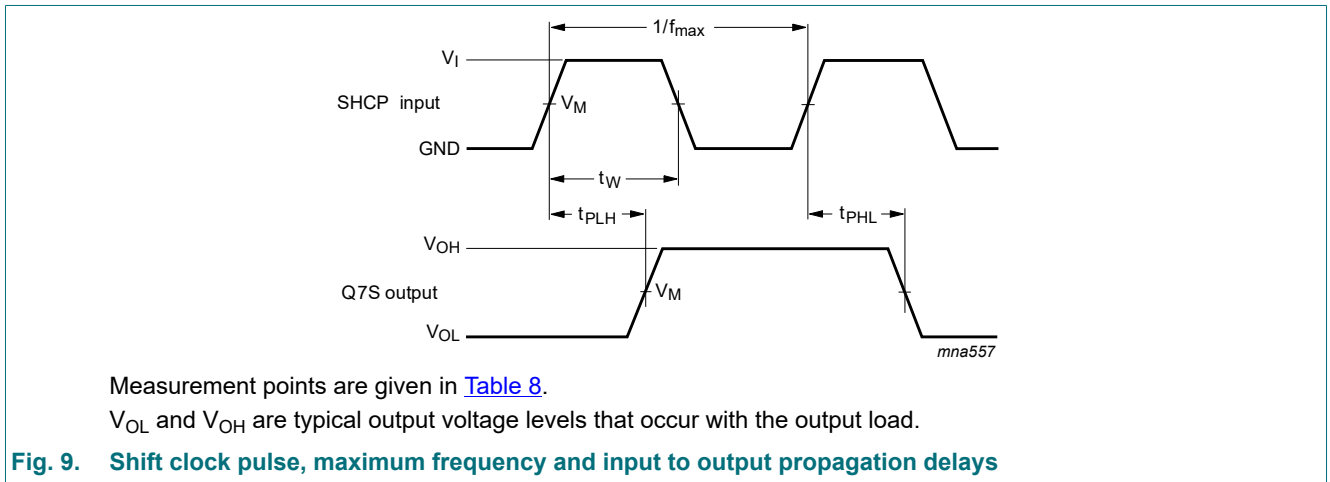 1/fmax
VI
SHCP input
VM
GND
tW
tPLH
tPHL
VOH
Q7S output
VM
VOL
mna557
Measurement points are given in Table 8.
VOL and VOH are typical output voltage levels that occur with the output load.
Fig. 9. Shift clock pulse, maximum frequency and input to output propagation delays